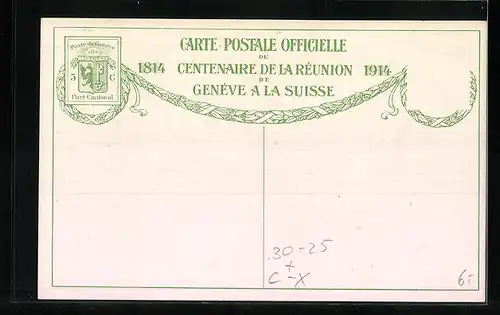 Poste de Genève
5 C
Port Cantonal
CARTE · POSTALE OFFICIELLE
DU
1814 CENTENAIRE DE LA RÉUNION 1914
DE
GENÈVE A LA SUISSE
30-25
+
C-X
6.-